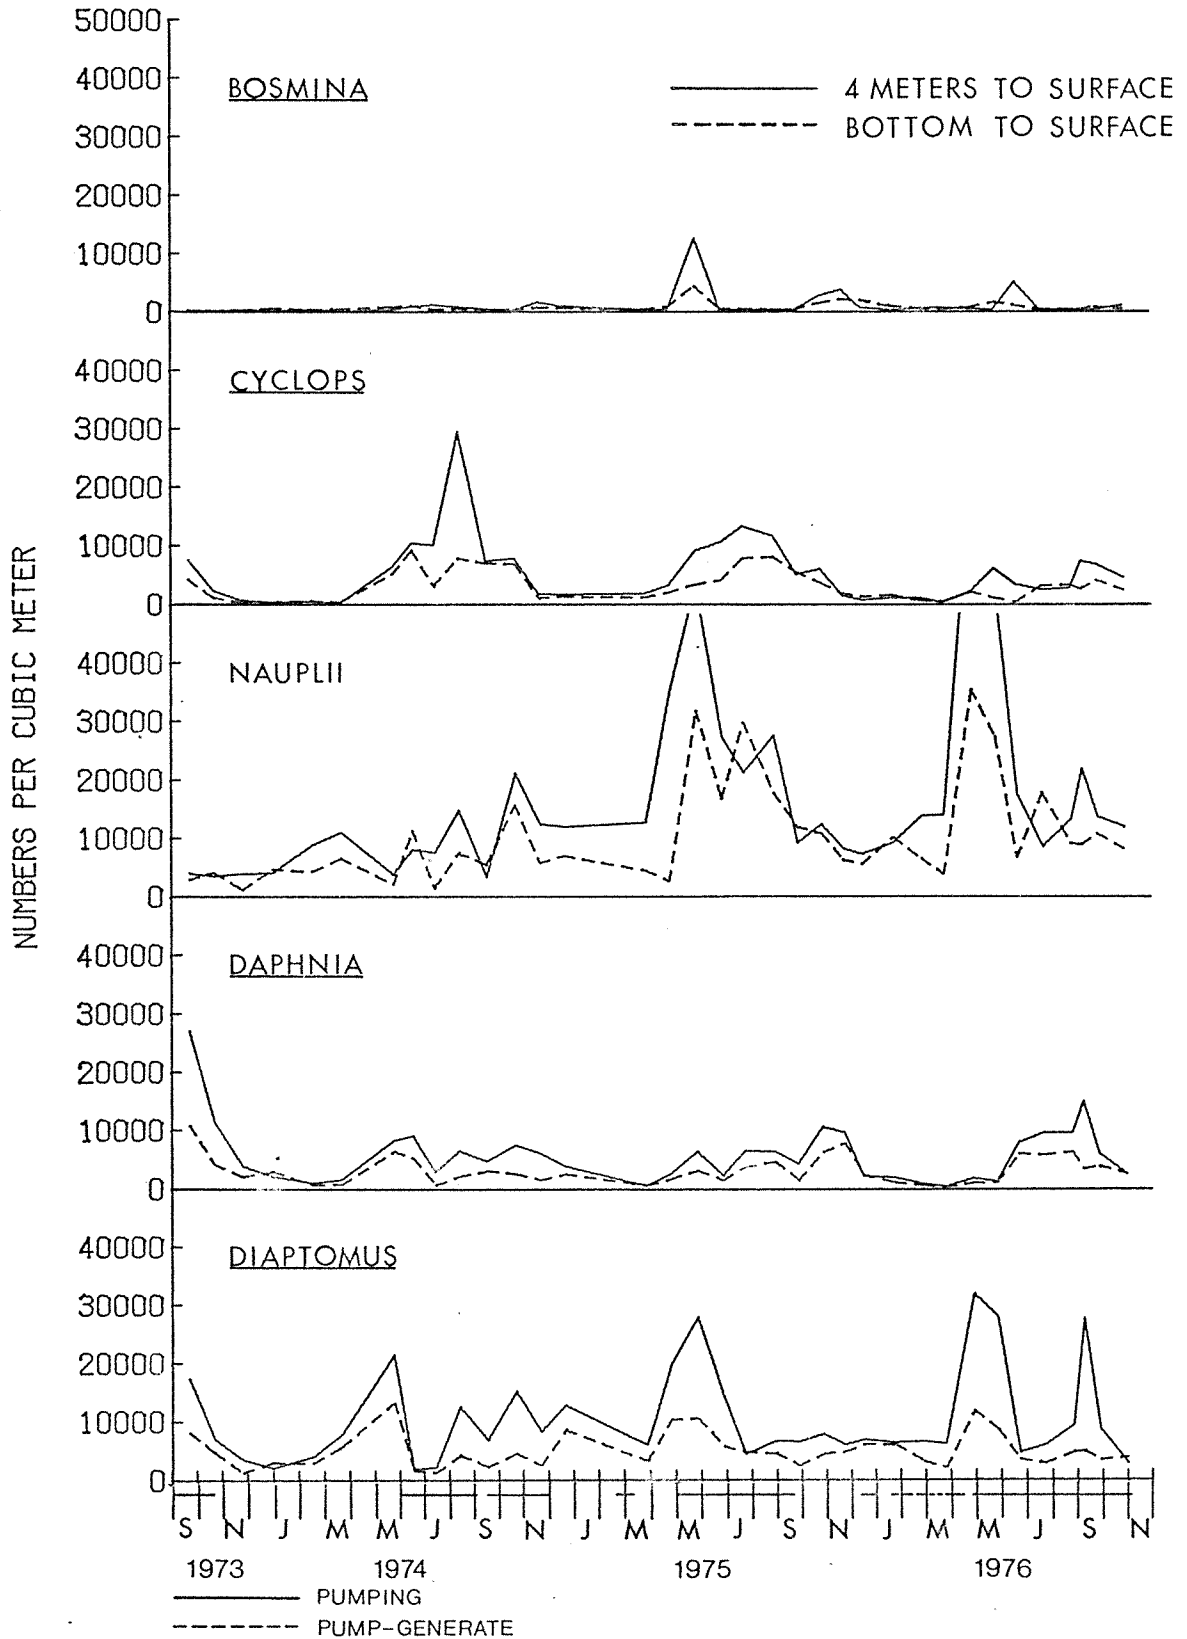 50000
40000
BOSMINA
4 METERS TO SURFACE
30000
BOTTOM TO SURFACE
20000
10000
0
40000
CYCLOPS
30000
20000
10000
0
40000
NAUPLII
30000
20000
10000
0
40000
DAPHNIA
30000
20000
10000
0
40000
DIAPTOMUS
30000
20000
10000
0
NUMBERS PER CUBIC METER
S N J M M J S N J M M J S N J M M J S N
1973 1974 1975 1976
PUMPING
PUMP-GENERATE